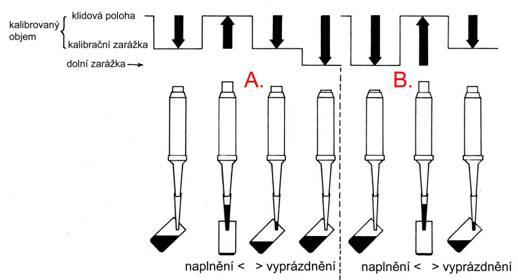 klidová poloha
kalibrovaný
objem
kalibrační zarážka
dolní zarážka
A.
B.
naplnění < > vyprázdnění
naplnění < > vyprázdnění